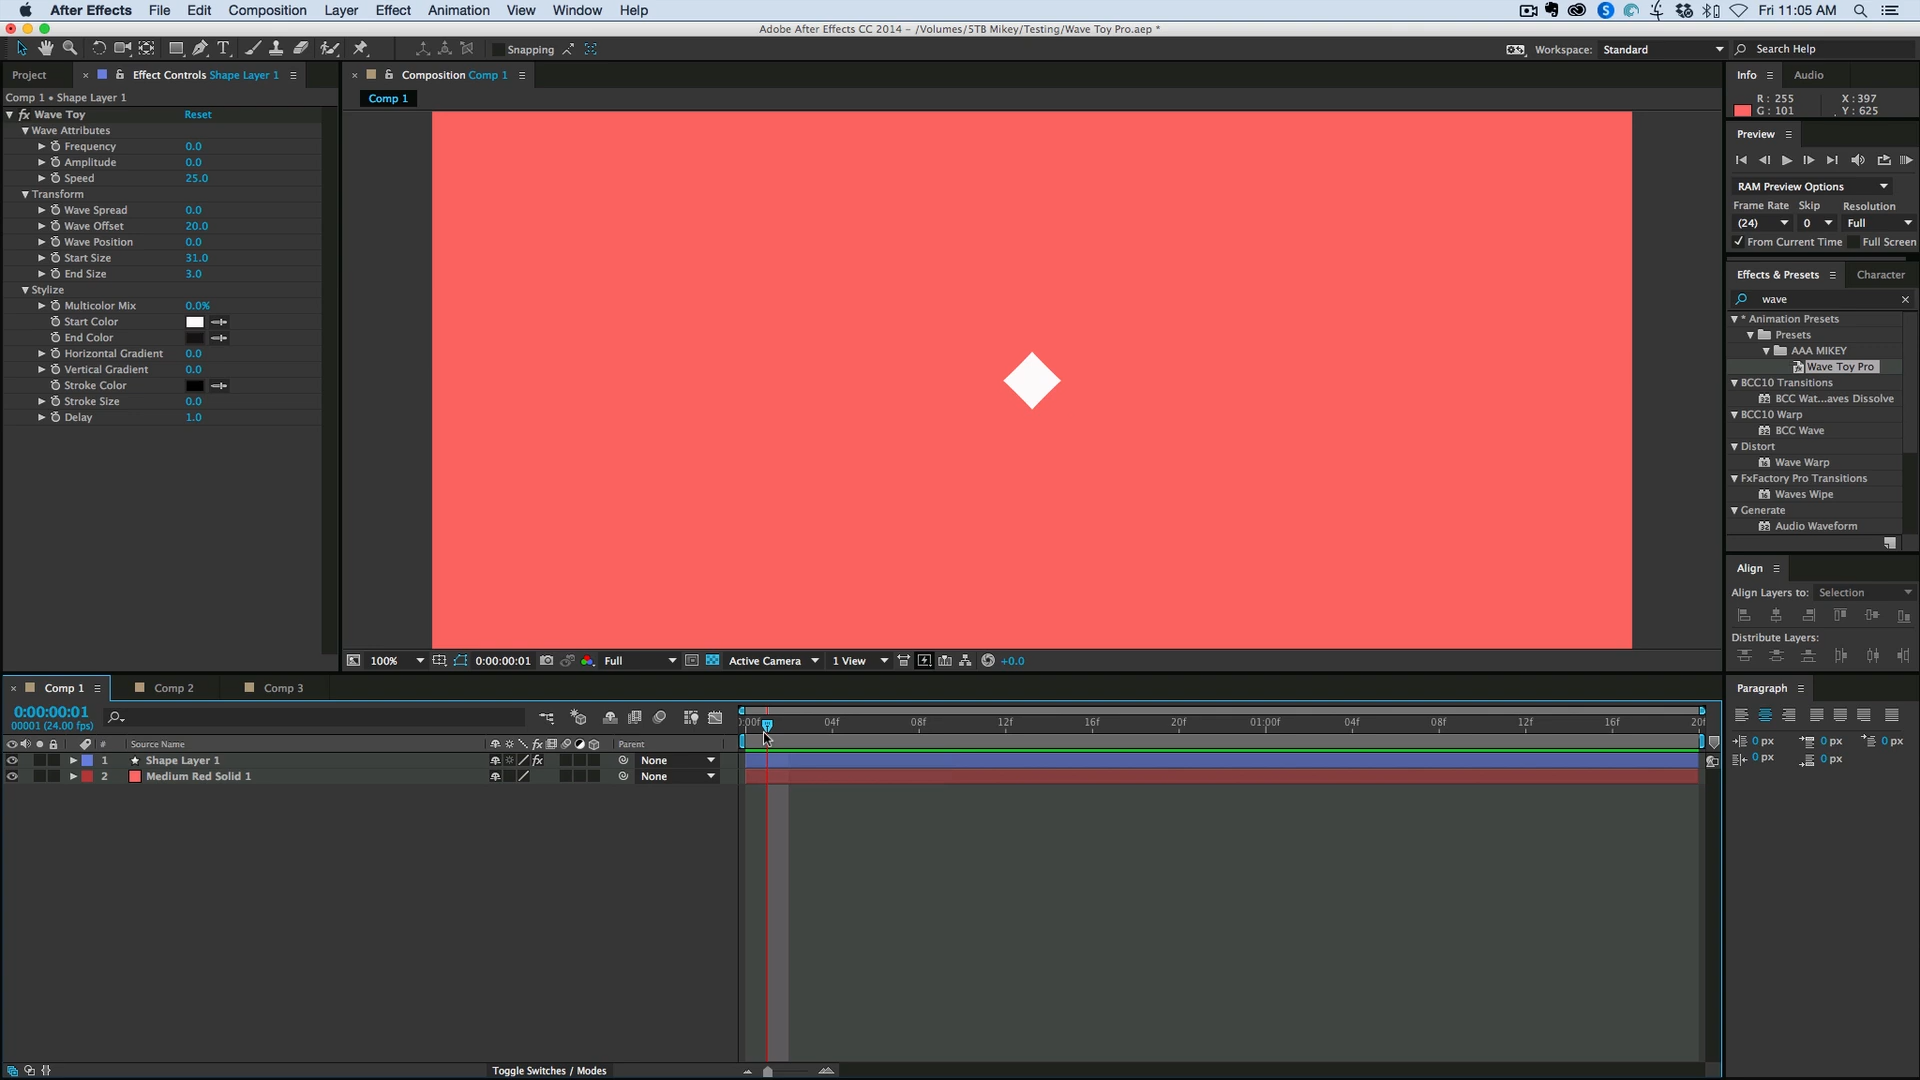 After Effects File Edit Composition Layer Effect Animation View Window Help
Fri 11:05 AM
Adobe After Effects CC 2014 – /Volumes/5TB Mikey/Testing/Wave Toy Pro.aep *
Snapping
Workspace: Standard
Search Help
Project
Effect Controls Shape Layer 1
Comp 1 • Shape Layer 1
fx Wave Toy Reset
Wave Attributes
Frequency 0.0
Amplitude 0.0
Speed 25.0
Transform
Wave Spread 0.0
Wave Offset 20.0
Wave Position 0.0
Start Size 31.0
End Size 3.0
Stylize
Multicolor Mix 0.0%
Start Color
End Color
Horizontal Gradient 0.0
Vertical Gradient 0.0
Stroke Color
Stroke Size 0.0
Delay 1.0
Composition Comp 1
Comp 1
100% 0:00:00:01 Full Active Camera 1 View +0.0
Info Audio
R: 255 X: 397
G: 101 Y: 625
Preview
RAM Preview Options
Frame Rate Skip Resolution
(24) 0 Full
From Current Time Full Screen
Effects & Presets Character
wave
* Animation Presets
Presets
AAA MIKEY
Wave Toy Pro
BCC10 Transitions
BCC Wat...aves Dissolve
BCC10 Warp
BCC Wave
Distort
Wave Warp
FxFactory Pro Transitions
Waves Wipe
Generate
Audio Waveform
Align
Align Layers to: Selection
Distribute Layers:
Paragraph
0 px 0 px 0 px
0 px 0 px
Comp 1 Comp 2 Comp 3
0:00:00:01
00001 (24.00 fps)
:00f 04f 08f 12f 16f 20f 01:00f 04f 08f 12f 16f 20f
# Source Name fx Parent
1 Shape Layer 1 fx None
2 Medium Red Solid 1 None
Toggle Switches / Modes